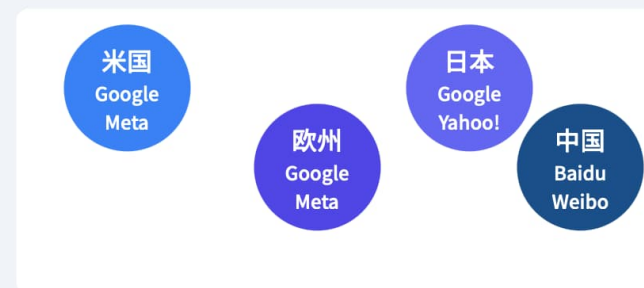 米国
Google
Meta
欧州
Google
Meta
日本
Google
Yahoo!
中国
Baidu
Weibo